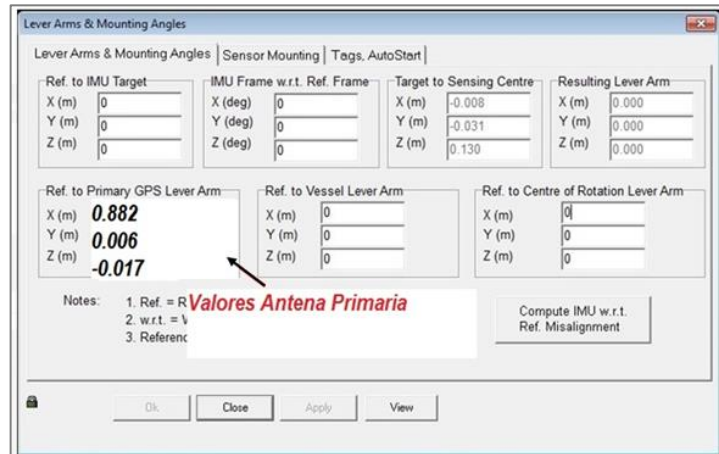 Lever Arms & Mounting Angles
Lever Arms & Mounting Angles | Sensor Mounting | Tags, AutoStart
Ref. to IMU Target
X (m) 0
Y (m) 0
Z (m) 0
IMU Frame w.r.t. Ref. Frame
X (deg) 0
Y (deg) 0
Z (deg) 0
Target to Sensing Centre
X (m) -0.008
Y (m) -0.031
Z (m) 0.130
Resulting Lever Arm
X (m) 0.000
Y (m) 0.000
Z (m) 0.000
Ref. to Primary GPS Lever Arm
X (m) 0.882
Y (m) 0.006
Z (m) -0.017
Ref. to Vessel Lever Arm
X (m) 0
Y (m) 0
Z (m) 0
Ref. to Centre of Rotation Lever Arm
X (m) 0
Y (m) 0
Z (m) 0
Valores Antena Primaria
Notes:
1. Ref. = R
2. w.r.t. =
3.
Compute IMU w.r.t.
Ref. Misalignment
Ok
Close
Apply
View